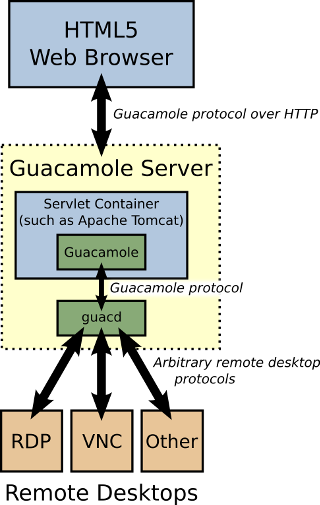 HTML5
Web Browser
Guacamole protocol over HTTP
Guacamole Server
Servlet Container
(such as Apache Tomcat)
Guacamole
Guacamole protocol
guacd
Arbitrary remote desktop
protocols
RDP
VNC
Other
Remote Desktops